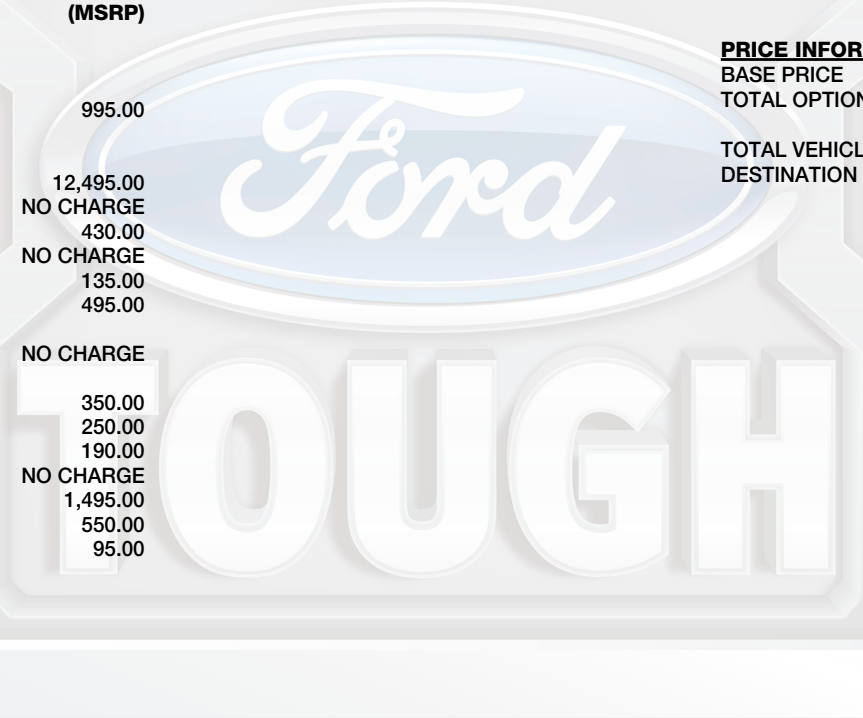 (MSRP)
995.00
12,495.00
NO CHARGE
430.00
NO CHARGE
135.00
495.00
NO CHARGE
350.00
250.00
190.00
NO CHARGE
1,495.00
550.00
95.00
PRICE INFOR
BASE PRICE
TOTAL OPTION
TOTAL VEHICL
DESTINATION
Ford
TOUGH